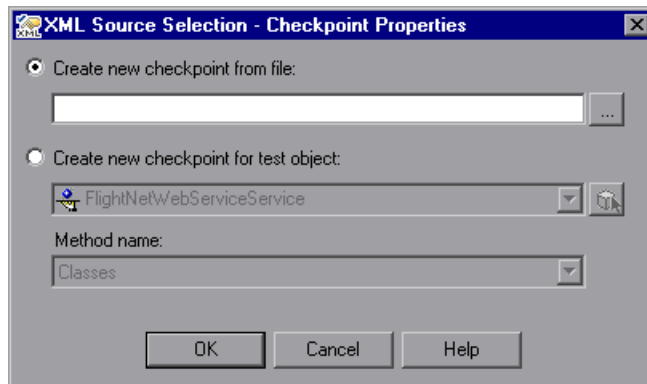 XML Source Selection - Checkpoint Properties
Create new checkpoint from file:
...
Create new checkpoint for test object:
FlightNetWebServiceService
Method name:
Classes
OK Cancel Help